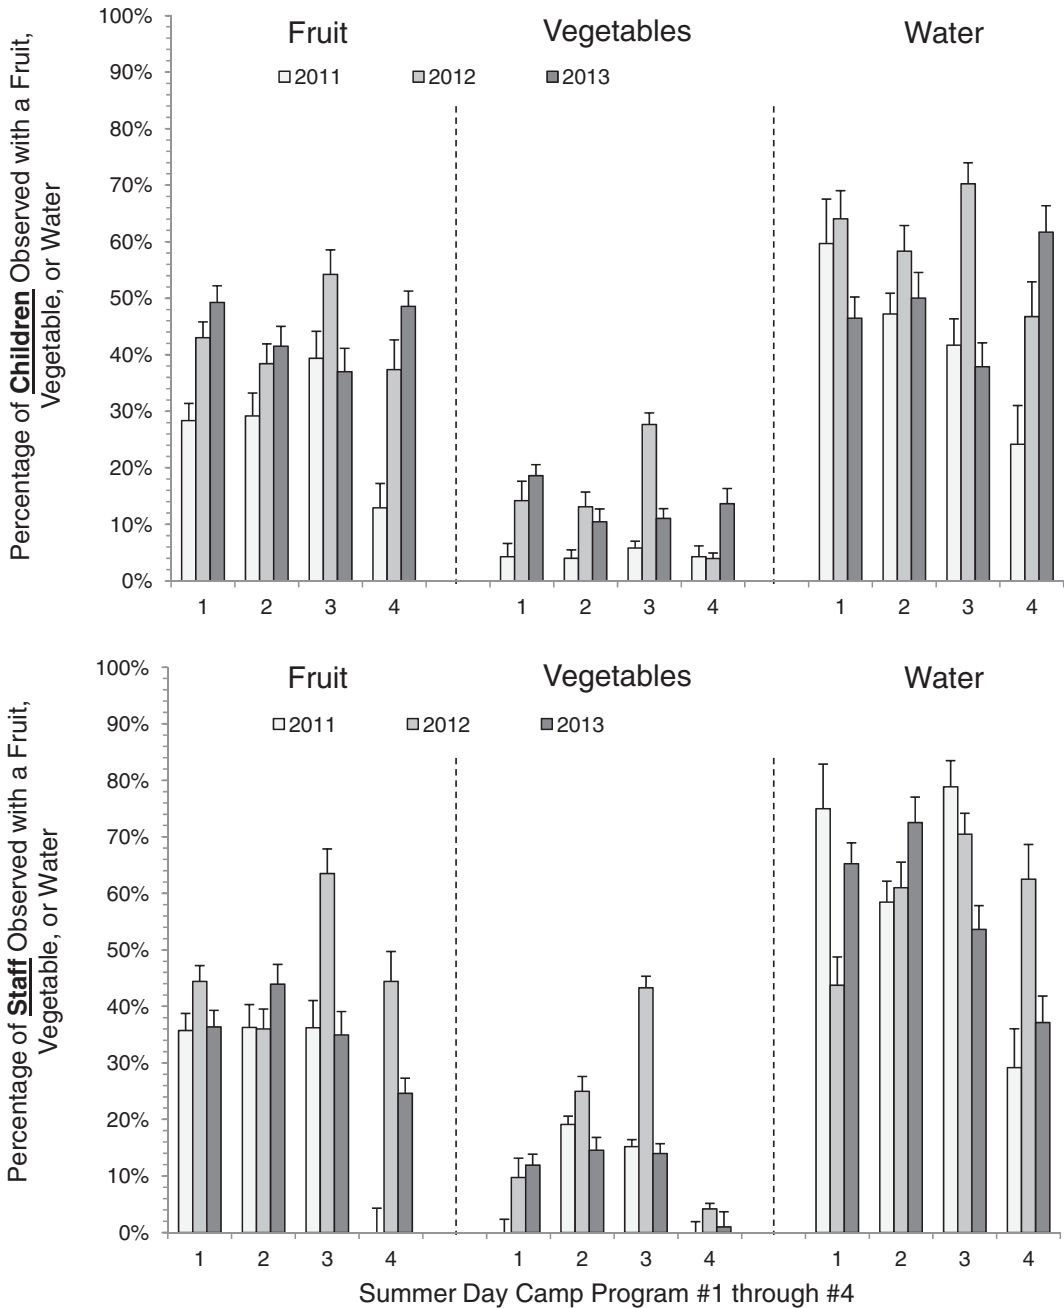 Percentage of Children Observed with a Fruit,
Vegetable, or Water
100%
90%
80%
70%
60%
50%
40%
30%
20%
10%
0%
Fruit Vegetables Water
2011 2012 2013
1 2 3 4 1 2 3 4 1 2 3 4
Percentage of Staff Observed with a Fruit,
Vegetable, or Water
100%
90%
80%
70%
60%
50%
40%
30%
20%
10%
0%
Fruit Vegetables Water
2011 2012 2013
1 2 3 4 1 2 3 4 1 2 3 4
Summer Day Camp Program #1 through #4